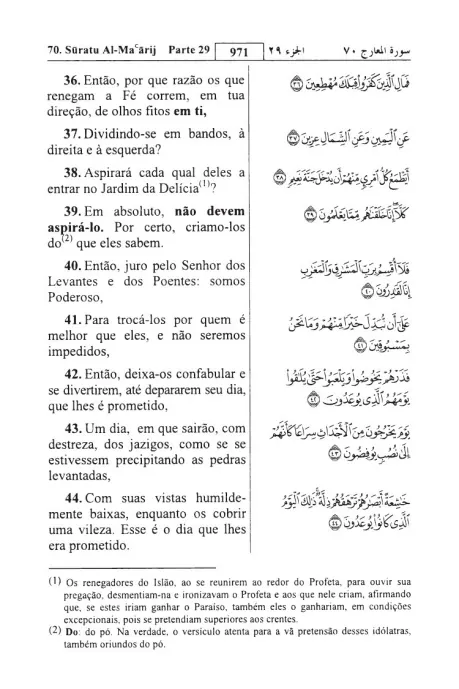 70. Sūratu Al-Maᶜārij Parte 29 971 الجزء ٢٩ سورة المعارج ٧٠
36. Então, por que razão os que
renegam a Fé correm, em tua
direção, de olhos fitos em ti,
فَمَالِ ٱلَّذِينَ كَفَرُواْ قِبَلَكَ مُهۡطِعِينَ ٣٦
37. Dividindo-se em bandos, à
direita e à esquerda?
عَنِ ٱلۡيَمِينِ وَعَنِ ٱلشِّمَالِ عِزِينَ ٣٧
38. Aspirará cada qual deles a
entrar no Jardim da Delícia(1)?
أَيَطۡمَعُ كُلُّ ٱمۡرِيٕٖ مِّنۡهُمۡ أَن يُدۡخَلَ جَنَّةَ نَعِيمٖ ٣٨
39. Em absoluto, não devem
aspirá-lo. Por certo, criamo-los
do(2) que eles sabem.
كَلَّآۖ إِنَّا خَلَقۡنَٰهُم مِّمَّا يَعۡلَمُونَ ٣٩
40. Então, juro pelo Senhor dos
Levantes e dos Poentes: somos
Poderoso,
فَلَآ أُقۡسِمُ بِرَبِّ ٱلۡمَشَٰرِقِ وَٱلۡمَغَٰرِبِ
إِنَّا لَقَٰدِرُونَ ٤٠
41. Para trocá-los por quem é
melhor que eles, e não seremos
impedidos,
عَلَىٰٓ أَن نُّبَدِّلَ خَيۡرٗا مِّنۡهُمۡ وَمَا نَحۡنُ
بِمَسۡبُوقِينَ ٤١
42. Então, deixa-os confabular e
se divertirem, até depararem seu dia,
que lhes é prometido,
فَذَرۡهُمۡ يَخُوضُواْ وَيَلۡعَبُواْ حَتَّىٰ يُلَٰقُواْ
يَوۡمَهُمُ ٱلَّذِي يُوعَدُونَ ٤٢
43. Um dia, em que sairão, com
destreza, dos jazigos, como se se
estivessem precipitando as pedras
levantadas,
يَوۡمَ يَخۡرُجُونَ مِنَ ٱلۡأَجۡدَاثِ سِرَاعٗا كَأَنَّهُمۡ
إِلَىٰ نُصُبٖ يُوفِضُونَ ٤٣
44. Com suas vistas humilde-
mente baixas, enquanto os cobrir
uma vileza. Esse é o dia que lhes
era prometido.
خَٰشِعَةً أَبۡصَٰرُهُمۡ تَرۡهَقُهُمۡ ذِلَّةٞۚ ذَٰلِكَ ٱلۡيَوۡمُ
ٱلَّذِي كَانُواْ يُوعَدُونَ ٤٤
(1) Os renegadores do Islão, ao se reunirem ao redor do Profeta, para ouvir sua
pregação, desmentiam-na e ironizavam o Profeta e aos que nele criam, afirmando
que, se estes iriam ganhar o Paraíso, também eles o ganhariam, em condições
excepcionais, pois se pretendiam superiores aos crentes.
(2) Do: do pó. Na verdade, o versículo atenta para a vã pretensão desses idólatras,
também oriundos do pó.